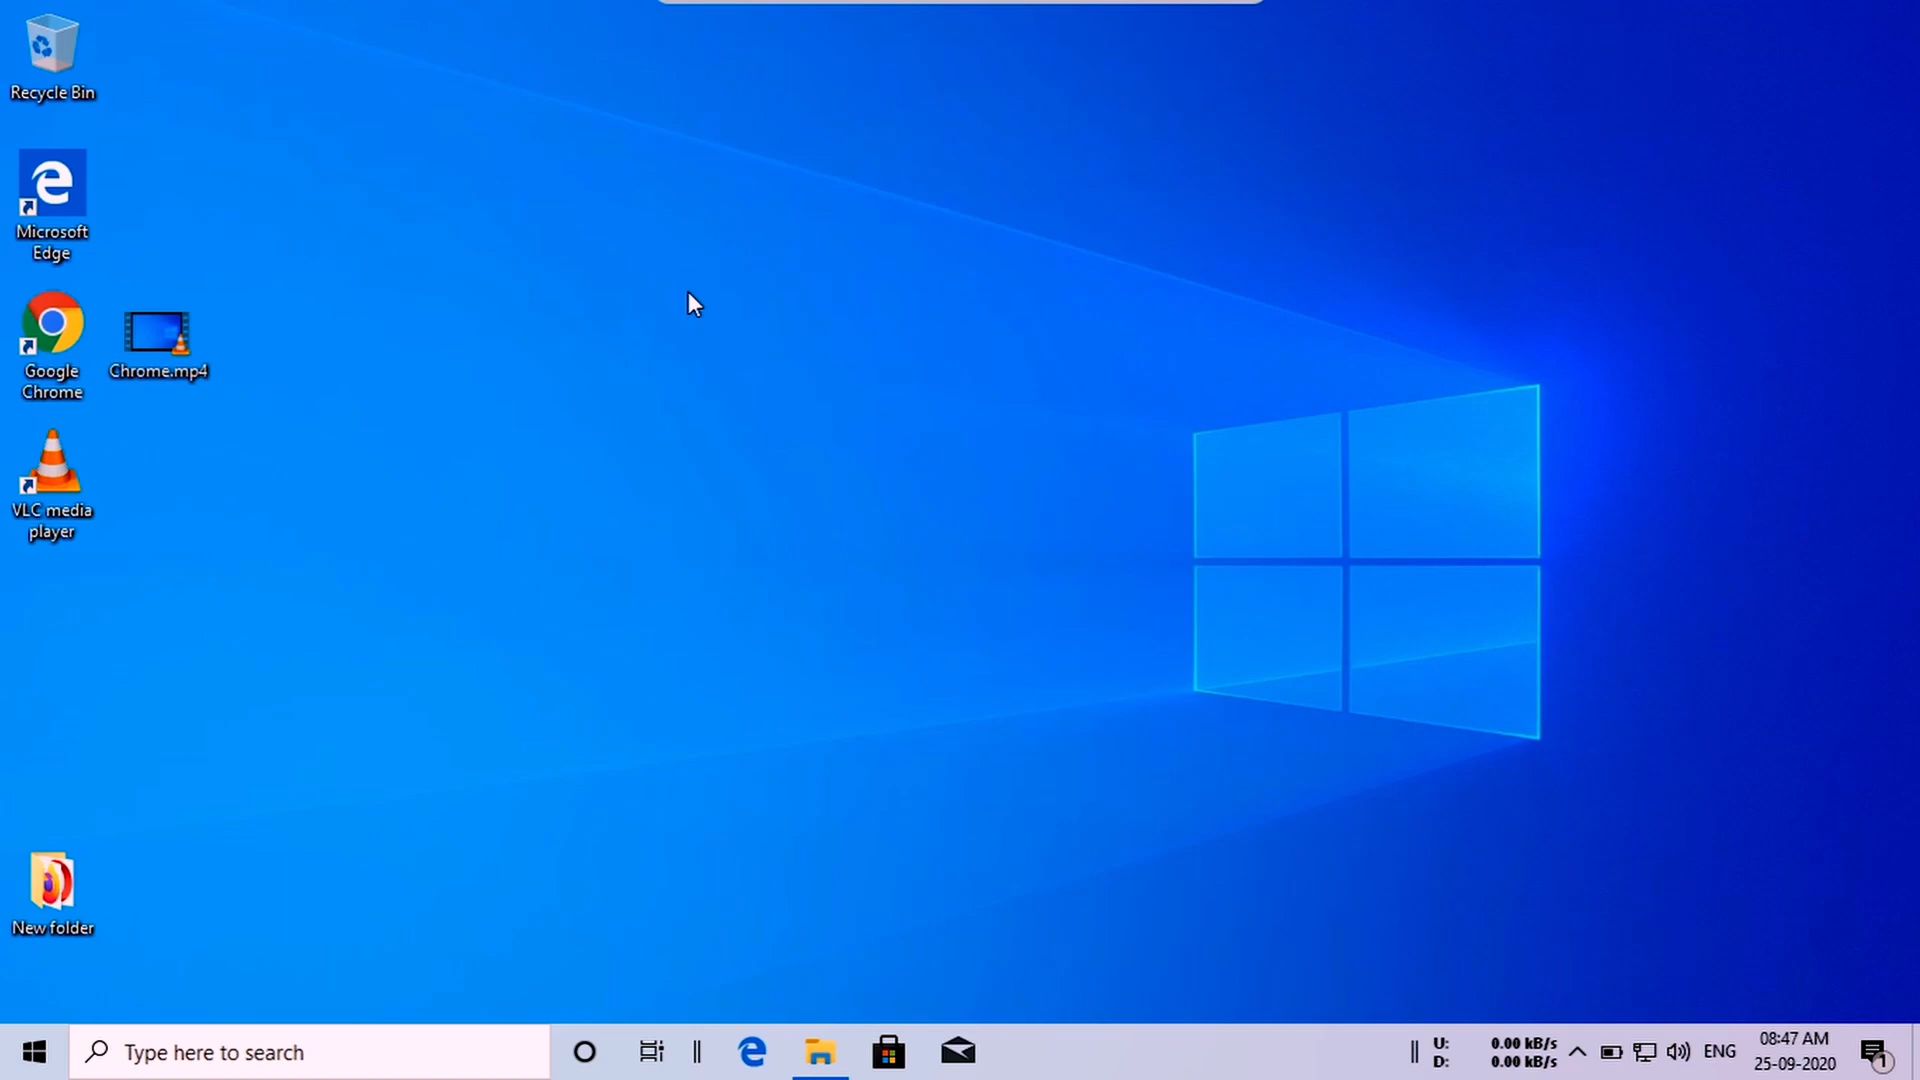 Recycle Bin
Microsoft
Edge
Google
Chrome
Chrome.mp4
VLC media
player
New folder
Type here to search
U: 0.00 kB/s
D: 0.00 kB/s
ENG
08:47 AM
25-09-2020
1